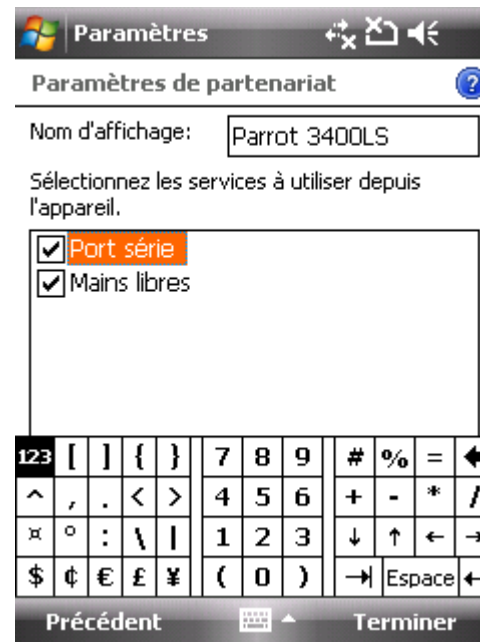 Paramètres
Paramètres de partenariat ?
Nom d'affichage: Parrot 3400LS
Sélectionnez les services à utiliser depuis
l'appareil.
Port série
Mains libres
123 [ ] { } 7 8 9 # % = ←
^ , . < > 4 5 6 + - * /
¤ º : \ | 1 2 3 ↓ ↑ ← →
$ ¢ € £ ¥ ( 0 ) →| Espace ←
Précédent Terminer